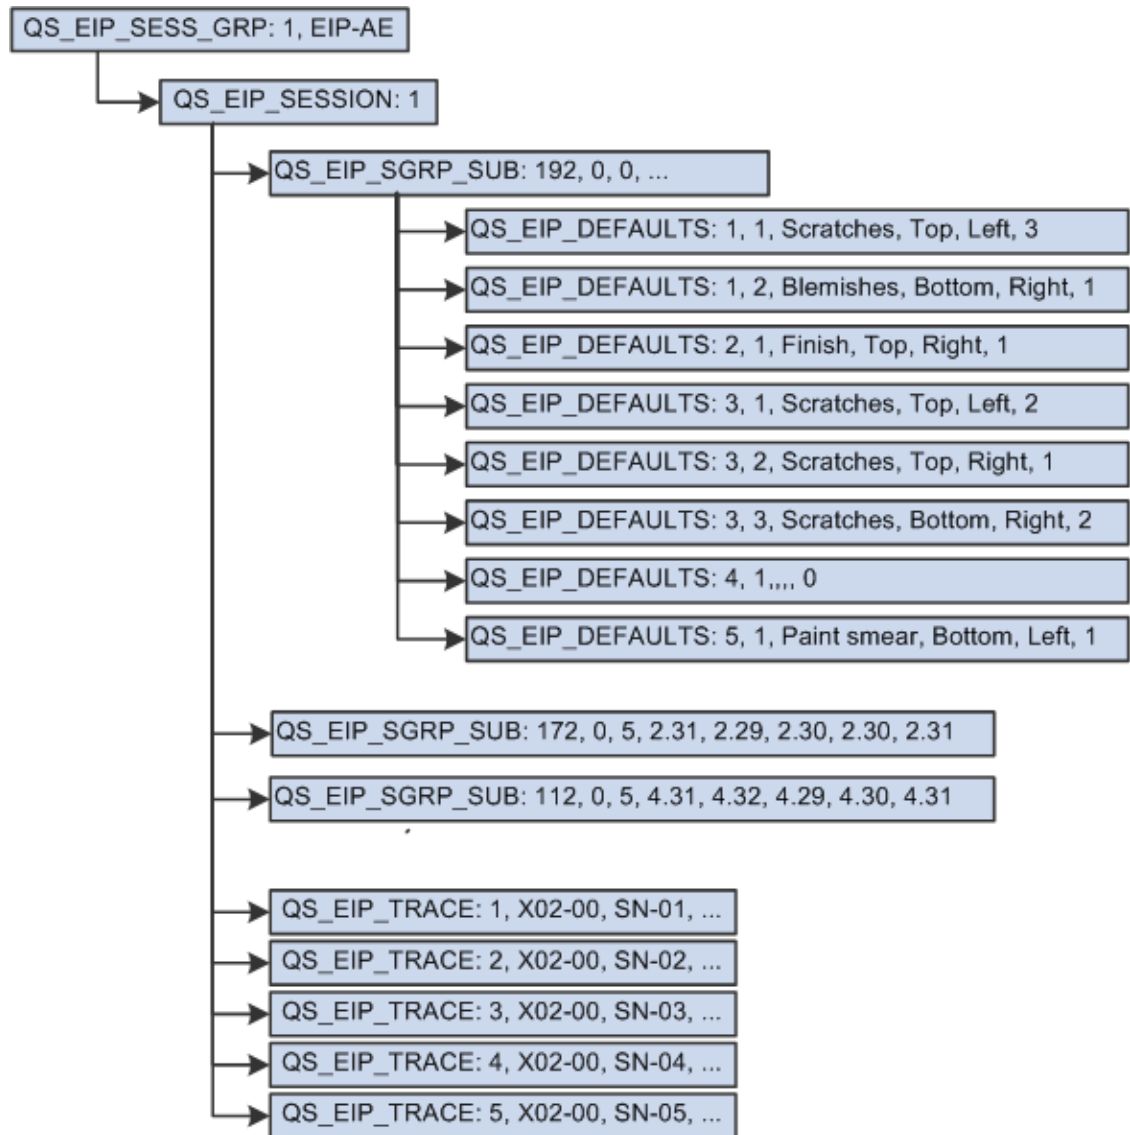 QS_EIP_SESS_GRP: 1, EIP-AE
QS_EIP_SESSION: 1
QS_EIP_SGRP_SUB: 192, 0, 0, ...
QS_EIP_DEFAULTS: 1, 1, Scratches, Top, Left, 3
QS_EIP_DEFAULTS: 1, 2, Blemishes, Bottom, Right, 1
QS_EIP_DEFAULTS: 2, 1, Finish, Top, Right, 1
QS_EIP_DEFAULTS: 3, 1, Scratches, Top, Left, 2
QS_EIP_DEFAULTS: 3, 2, Scratches, Top, Right, 1
QS_EIP_DEFAULTS: 3, 3, Scratches, Bottom, Right, 2
QS_EIP_DEFAULTS: 4, 1,,,, 0
QS_EIP_DEFAULTS: 5, 1, Paint smear, Bottom, Left, 1
QS_EIP_SGRP_SUB: 172, 0, 5, 2.31, 2.29, 2.30, 2.30, 2.31
QS_EIP_SGRP_SUB: 112, 0, 5, 4.31, 4.32, 4.29, 4.30, 4.31
QS_EIP_TRACE: 1, X02-00, SN-01, ...
QS_EIP_TRACE: 2, X02-00, SN-02, ...
QS_EIP_TRACE: 3, X02-00, SN-03, ...
QS_EIP_TRACE: 4, X02-00, SN-04, ...
QS_EIP_TRACE: 5, X02-00, SN-05, ...